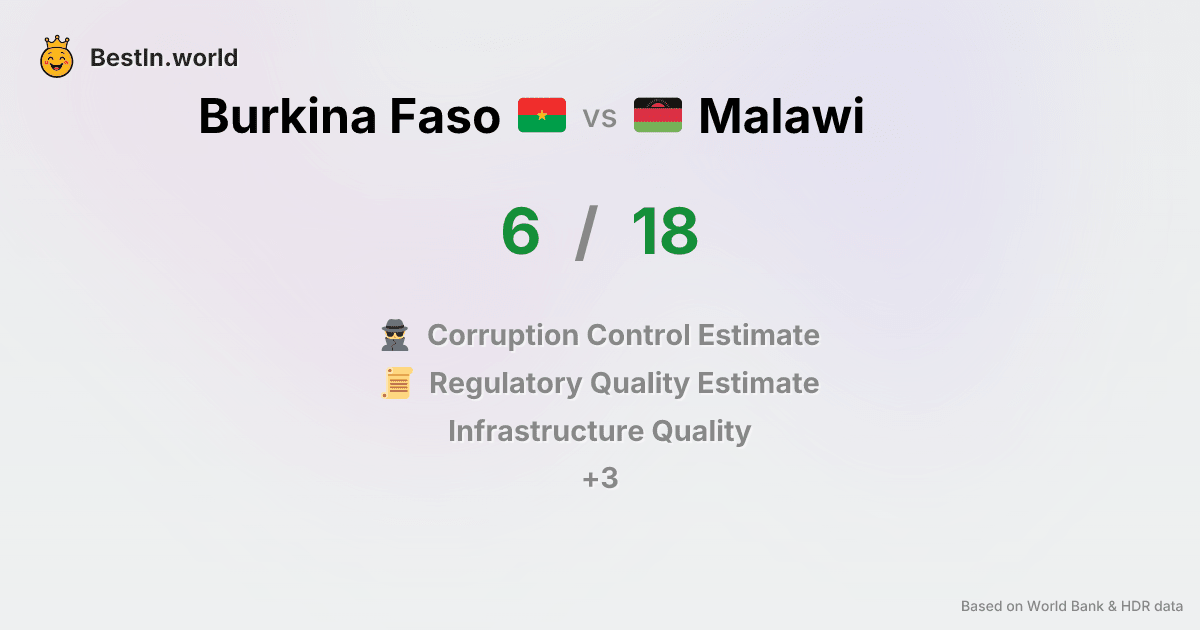 BestIn.world
Burkina Faso vs Malawi
6 / 18
Corruption Control Estimate
Regulatory Quality Estimate
Infrastructure Quality
+3
Based on World Bank & HDR data